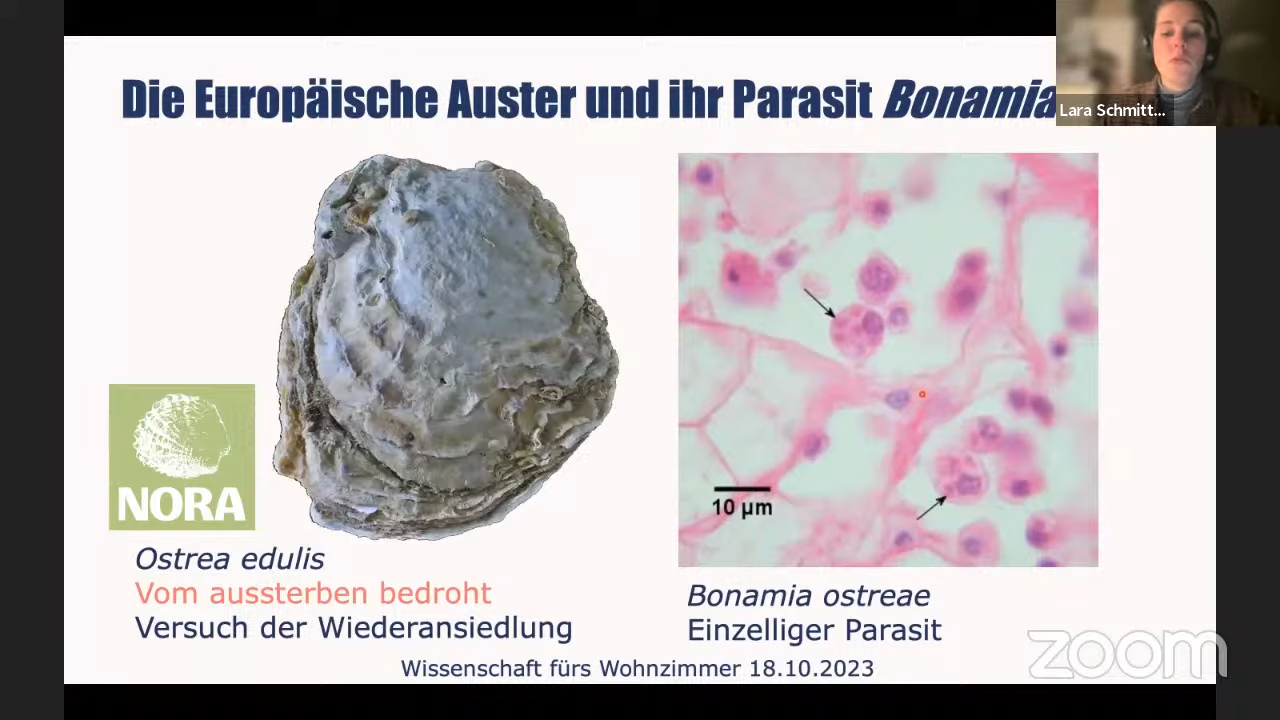 Die Europäische Auster und ihr Parasit Bonamia
Lara Schmitt...
NORA
10 µm
Ostrea edulis
Vom aussterben bedroht
Versuch der Wiederansiedlung
Bonamia ostreae
Einzelliger Parasit
Wissenschaft fürs Wohnzimmer 18.10.2023
zoom